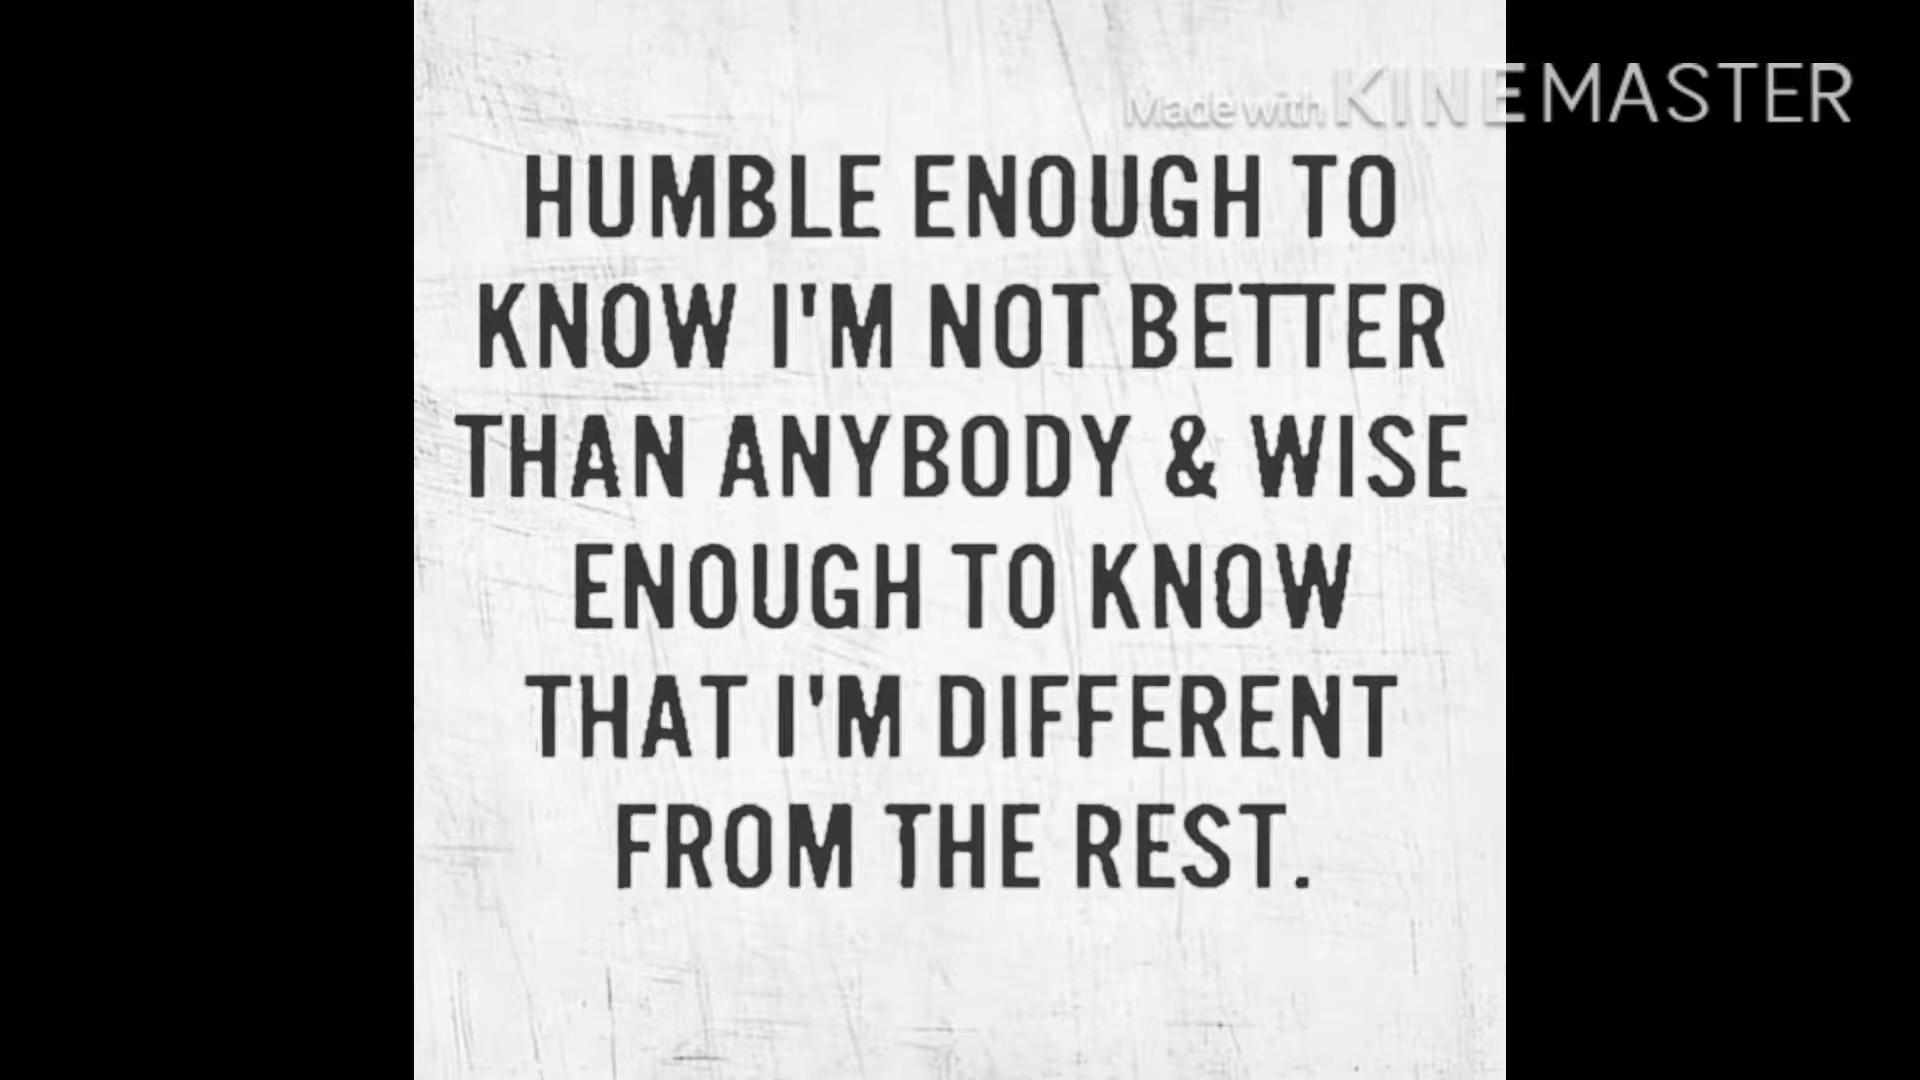 Made with KINEMASTER
HUMBLE ENOUGH TO
KNOW I'M NOT BETTER
THAN ANYBODY & WISE
ENOUGH TO KNOW
THAT I'M DIFFERENT
FROM THE REST.